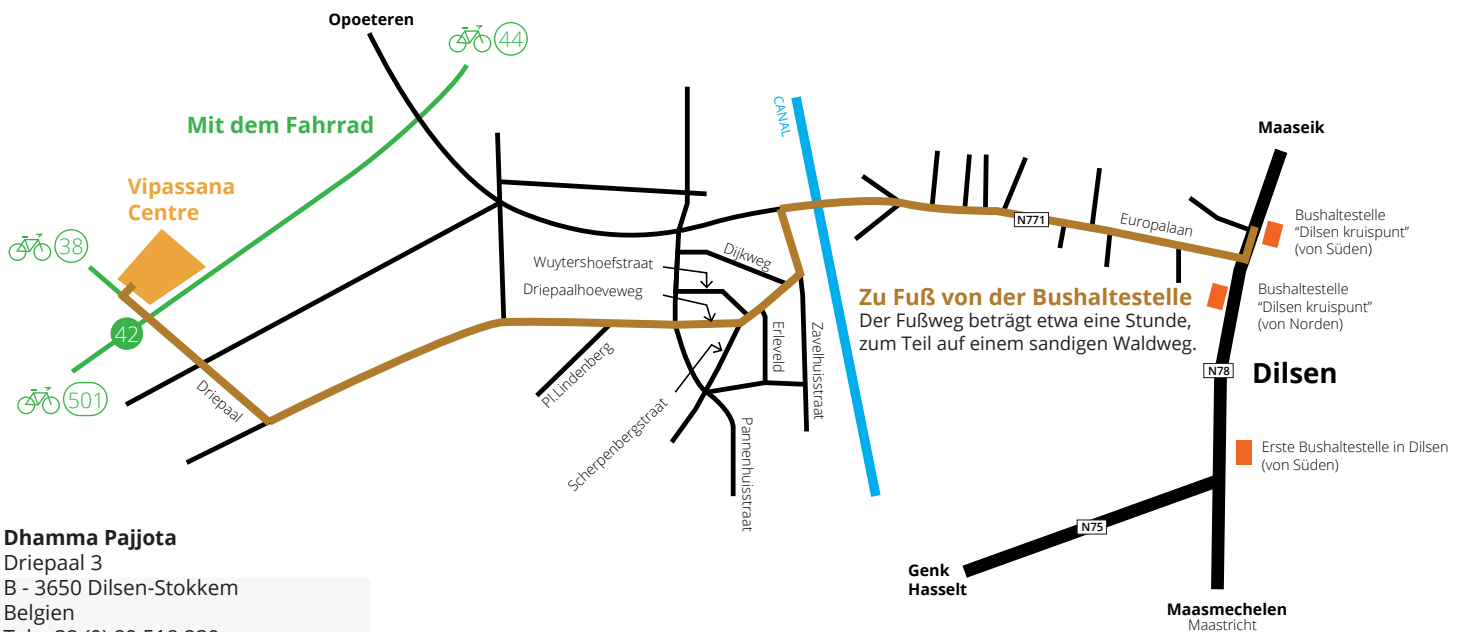 Opoeteren
44
Mit dem Fahrrad
CANAL
Maaseik
Vipassana
Centre
38
N771
Europalaan
Bushaltestelle
“Dilsen kruispunt”
(von Süden)
Wuytershoefstraat
Dijkweg
Driepaalhoeveweg
Zu Fuß von der Bushaltestelle
Der Fußweg beträgt etwa eine Stunde,
zum Teil auf einem sandigen Waldweg.
Bushaltestelle
“Dilsen kruispunt”
(von Norden)
42
Erleveld
Zavelhuisstraat
N78
Dilsen
501
Driepaal
Pl.Lindenberg
Scherpenbergstraat
Pannenhuisstraat
Erste Bushaltestelle in Dilsen
(von Süden)
N75
Genk
Hasselt
Maasmechelen
Maastricht
Dhamma Pajjota
Driepaal 3
B - 3650 Dilsen-Stokkem
Belgien